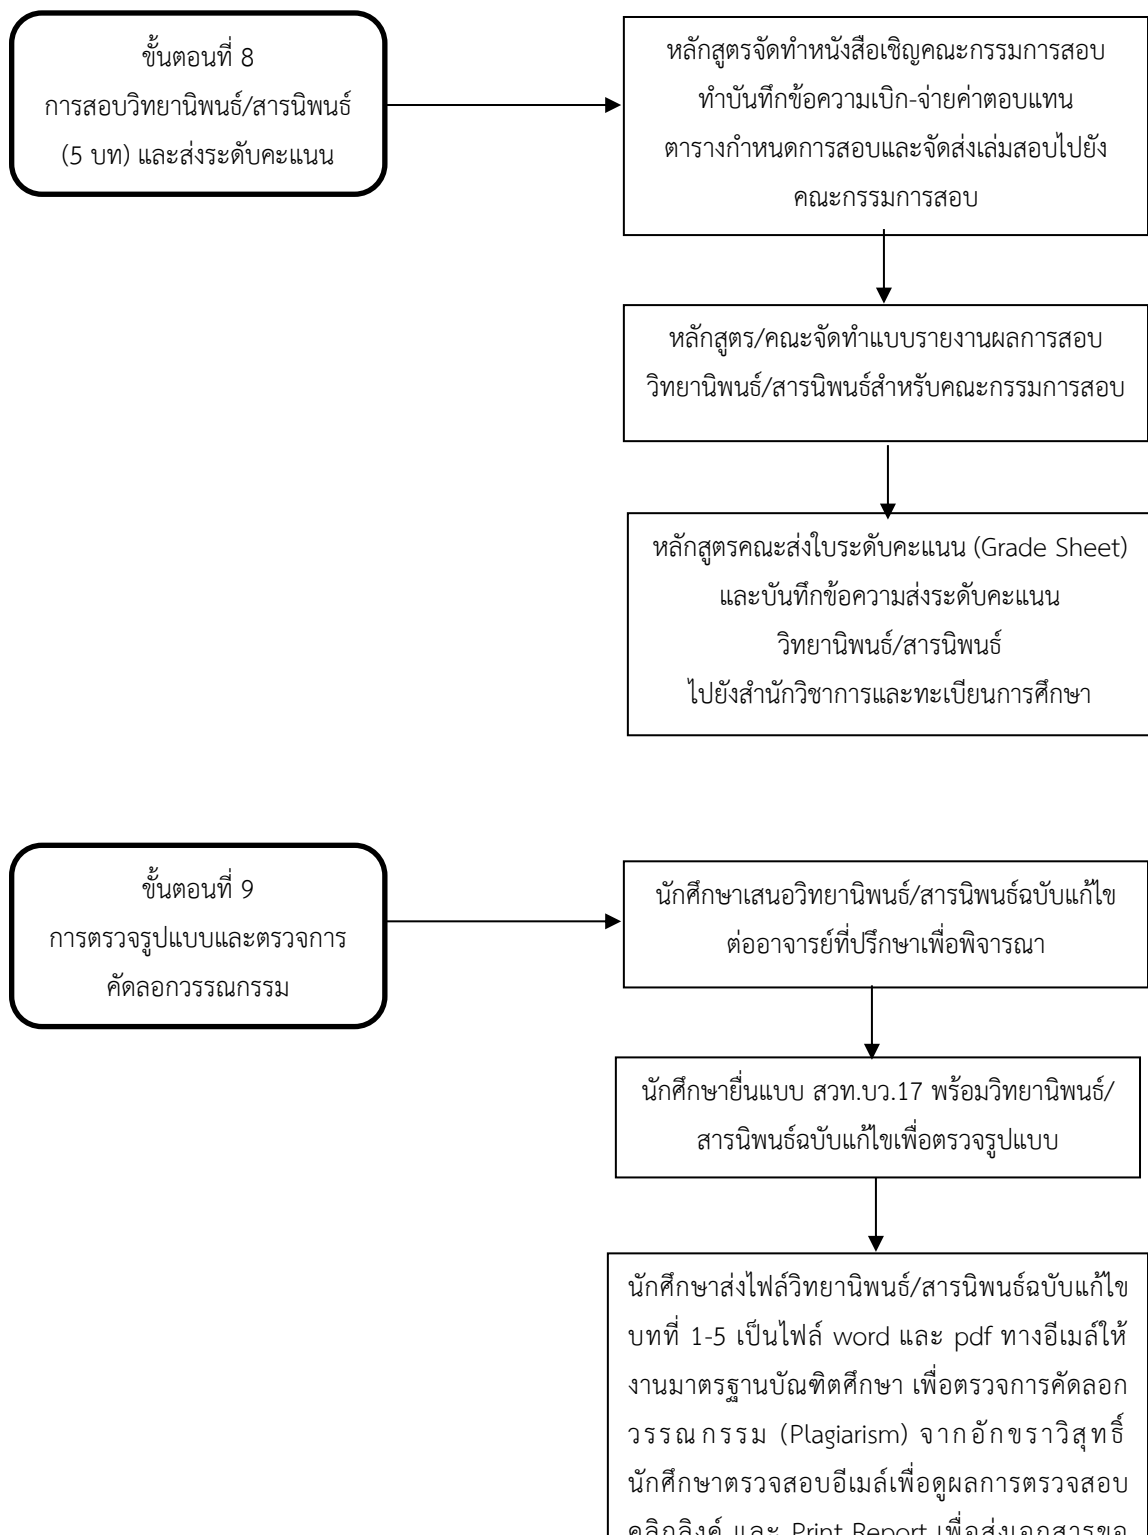 ขั้นตอนที่ 8
การสอบวิทยานิพนธ์/สารนิพนธ์
(5 บท) และส่งระดับคะแนน
หลักสูตรจัดทำหนังสือเชิญคณะกรรมการสอบ
ทำบันทึกข้อความเบิก-จ่ายค่าตอบแทน
ตารางกำหนดการสอบและจัดส่งเล่มสอบไปยัง
คณะกรรมการสอบ
หลักสูตร/คณะจัดทำแบบรายงานผลการสอบ
วิทยานิพนธ์/สารนิพนธ์สำหรับคณะกรรมการสอบ
หลักสูตรคณะส่งใบระดับคะแนน (Grade Sheet)
และบันทึกข้อความส่งระดับคะแนน
วิทยานิพนธ์/สารนิพนธ์
ไปยังสำนักวิชาการและทะเบียนการศึกษา
ขั้นตอนที่ 9
การตรวจรูปแบบและตรวจการ
คัดลอกวรรณกรรม
นักศึกษาเสนอวิทยานิพนธ์/สารนิพนธ์ฉบับแก้ไข
ต่ออาจารย์ที่ปรึกษาเพื่อพิจารณา
นักศึกษายื่นแบบ สวท.บว.17 พร้อมวิทยานิพนธ์/
สารนิพนธ์ฉบับแก้ไขเพื่อตรวจรูปแบบ
นักศึกษาส่งไฟล์วิทยานิพนธ์/สารนิพนธ์ฉบับแก้ไข
บทที่ 1-5 เป็นไฟล์ word และ pdf ทางอีเมล์ให้
งานมาตรฐานบัณฑิตศึกษา เพื่อตรวจการคัดลอก
วรรณกรรม (Plagiarism) จากอักขราวิสุทธิ์
นักศึกษาตรวจสอบอีเมล์เพื่อดูผลการตรวจสอบ
คลิกลิงค์ และ Print Report เพื่อส่งเอกสารขอ